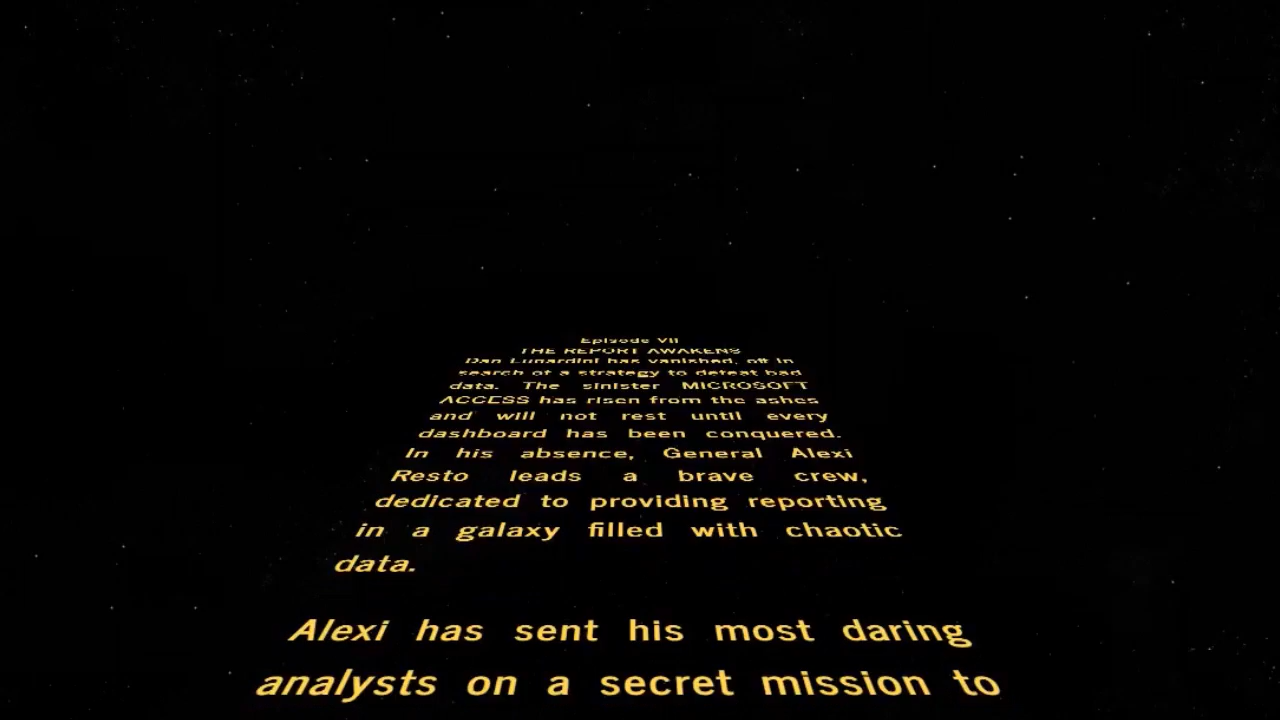 Episode VII
THE REPORT AWAKENS
Dan Lunardini has vanished, off in
search of a strategy to defeat bad
data. The sinister MICROSOFT
ACCESS has risen from the ashes
and will not rest until every
dashboard has been conquered.
In his absence, General Alexi
Resto leads a brave crew,
dedicated to providing reporting
in a galaxy filled with chaotic
data.
Alexi has sent his most daring
analysts on a secret mission to